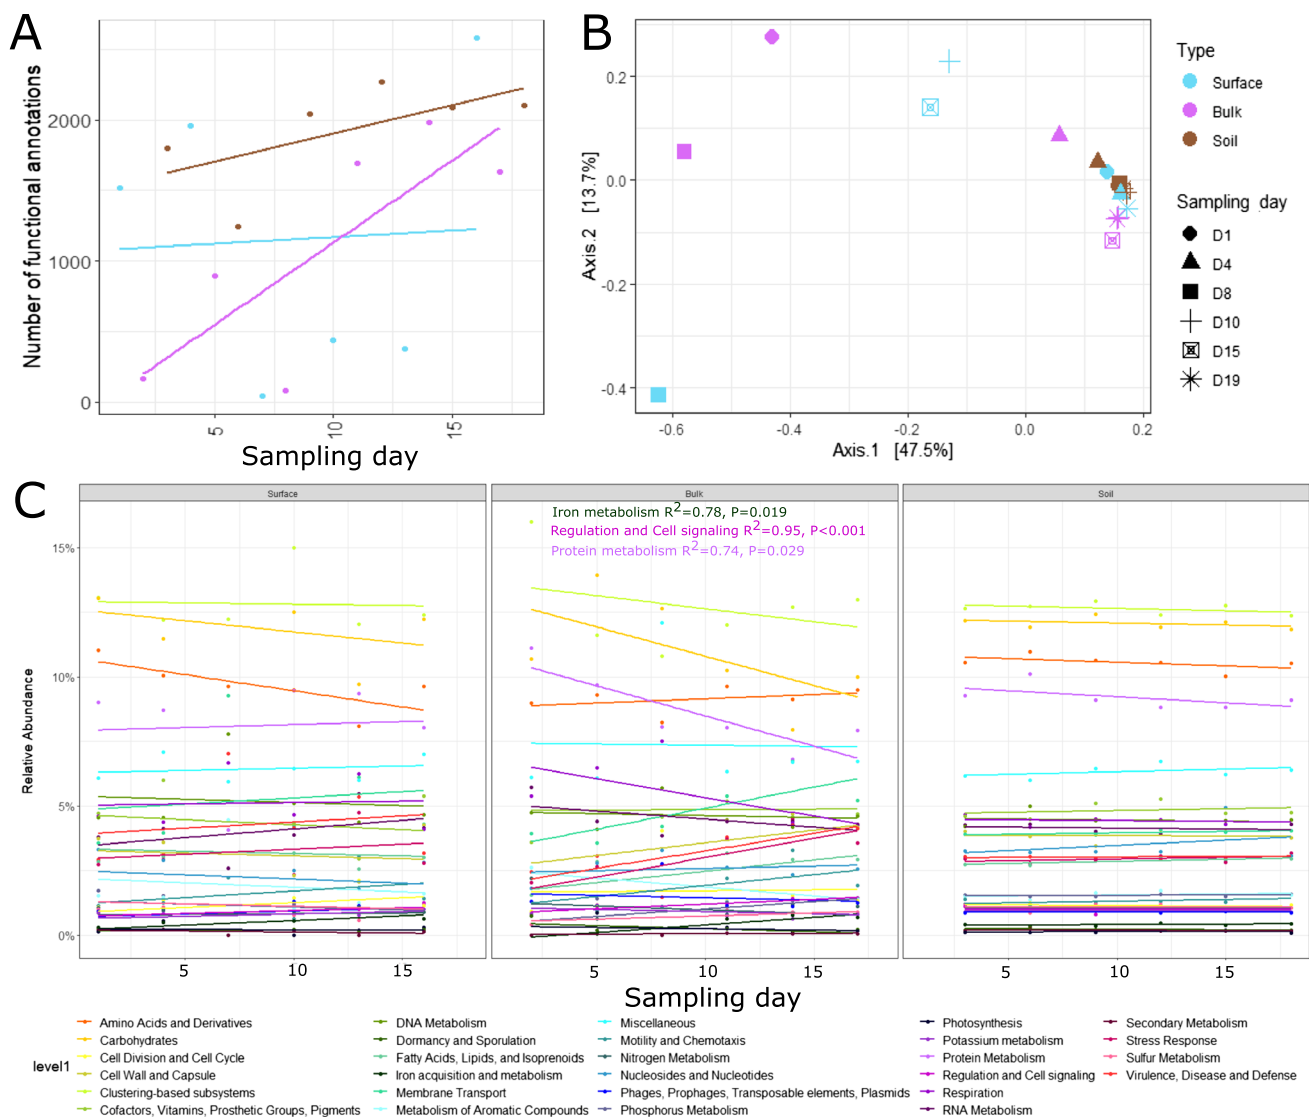 A
B
Number of functional annotations
2000
1000
0
5
10
15
Sampling day
Axis.2 [13.7%]
0.2
0.0
-0.2
-0.4
-0.6
-0.4
-0.2
0.0
0.2
Axis.1 [47.5%]
Type
Surface
Bulk
Soil
Sampling day
D1
D4
D8
D10
D15
D19
C
Surface
Bulk
Soil
Iron metabolism R2=0.78, P=0.019
Regulation and Cell signaling R2=0.95, P<0.001
Protein metabolism R2=0.74, P=0.029
Relative Abundance
15%
10%
5%
0%
5
10
15
5
10
15
5
10
15
Sampling day
level1
Amino Acids and Derivatives
Carbohydrates
Cell Division and Cell Cycle
Cell Wall and Capsule
Clustering-based subsystems
Cofactors, Vitamins, Prosthetic Groups, Pigments
DNA Metabolism
Dormancy and Sporulation
Fatty Acids, Lipids, and Isoprenoids
Iron acquisition and metabolism
Membrane Transport
Metabolism of Aromatic Compounds
Miscellaneous
Motility and Chemotaxis
Nitrogen Metabolism
Nucleosides and Nucleotides
Phages, Prophages, Transposable elements, Plasmids
Phosphorus Metabolism
Photosynthesis
Potassium metabolism
Protein Metabolism
Regulation and Cell signaling
Respiration
RNA Metabolism
Secondary Metabolism
Stress Response
Sulfur Metabolism
Virulence, Disease and Defense